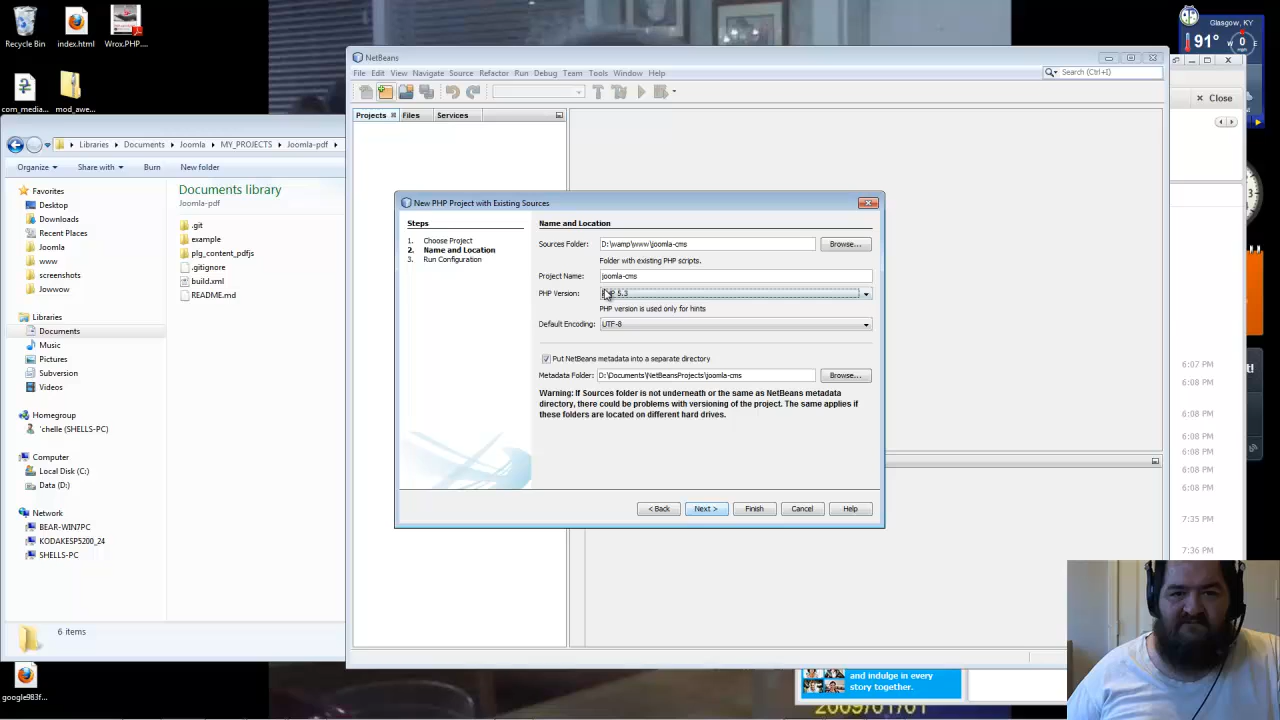 Recycle Bin
index.html
Wrox.PHP....
com_media
mod_awe...
google983f...
Glasgow, KY
91°
0
Close
Libraries
Documents
Joomla
MY_PROJECTS
Joomla-pdf
Organize
Share with
Burn
New folder
Favorites
Desktop
Downloads
Recent Places
Joomla
www
screenshots
Jowwow
Libraries
Documents
Music
Pictures
Subversion
Videos
Homegroup
'chelle (SHELLS-PC)
Computer
Local Disk (C:)
Data (D:)
Network
BEAR-WIN7PC
KODAKESP5200_24
SHELLS-PC
Documents library
Joomla-pdf
.git
example
plg_content_pdfjs
.gitignore
build.xml
README.md
6 items
NetBeans
File Edit View Navigate Source Refactor Run Debug Team Tools Window Help
Search (Ctrl+I)
Projects Files Services
New PHP Project with Existing Sources
Steps
1. Choose Project
2. Name and Location
3. Run Configuration
Name and Location
Sources Folder: D:\wamp\www\joomla-cms Browse...
Folder with existing PHP scripts.
Project Name: joomla-cms
PHP Version: PHP 5.3
PHP version is used only for hints
Default Encoding: UTF-8
Put NetBeans metadata into a separate directory
Metadata Folder: D:\Documents\NetBeansProjects\joomla-cms Browse...
Warning: If Sources folder is not underneath or the same as NetBeans metadata
directory, there could be problems with versioning of the project. The same applies if
these folders are located on different hard drives.
< Back Next > Finish Cancel Help
6:07 PM
6:08 PM
6:08 PM
6:08 PM
6:08 PM
6:08 PM
6:08 PM
7:35 PM
7:36 PM
and indulge in every
story together.
2009/01/01